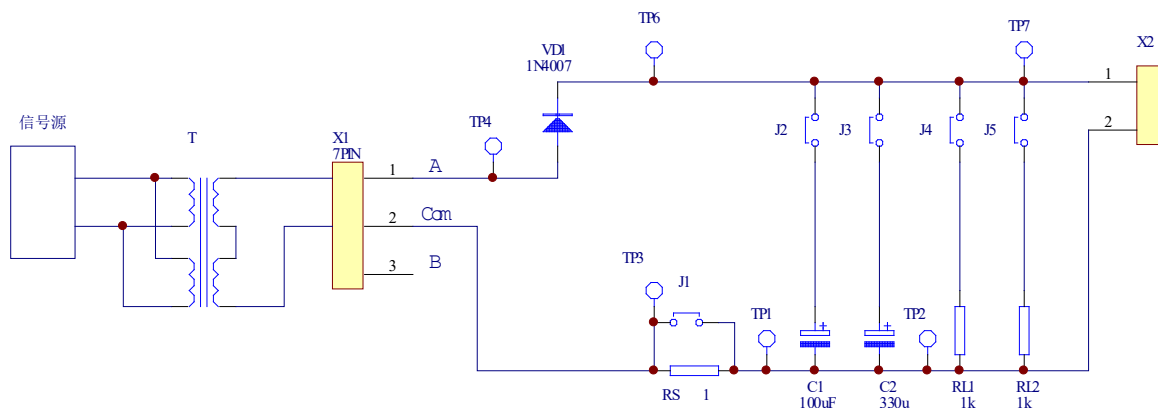 TP6
TP7
X2
VD1
1N4007
1
信号源
T
X1
7PIN
TP4
J2
J3
J4
J5
2
1
A
2
Com
3
B
TP3
J1
TP1
TP2
RS 1
C1
100uF
C2
330u
RL1
1k
RL2
1k
+
+